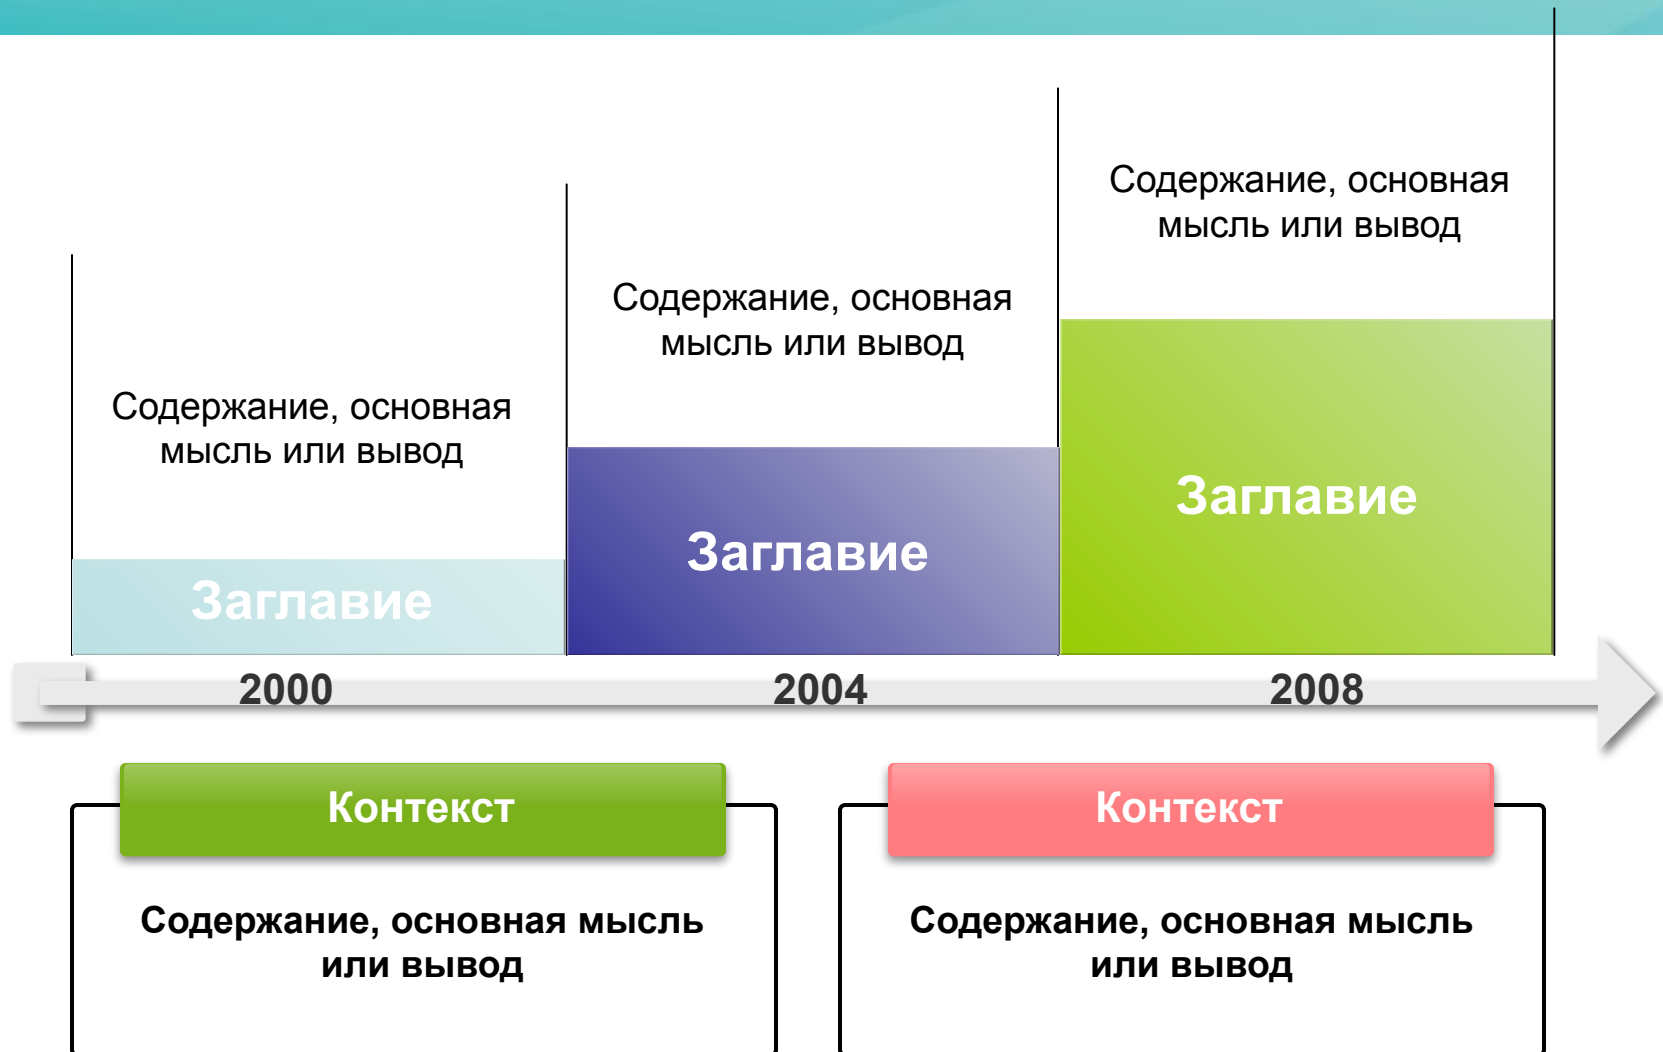 Содержание, основная
мысль или вывод
Содержание, основная
мысль или вывод
Содержание, основная
мысль или вывод
Заглавие
Заглавие
Заглавие
2000
2004
2008
Контекст
Содержание, основная мысль
или вывод
Контекст
Содержание, основная мысль
или вывод